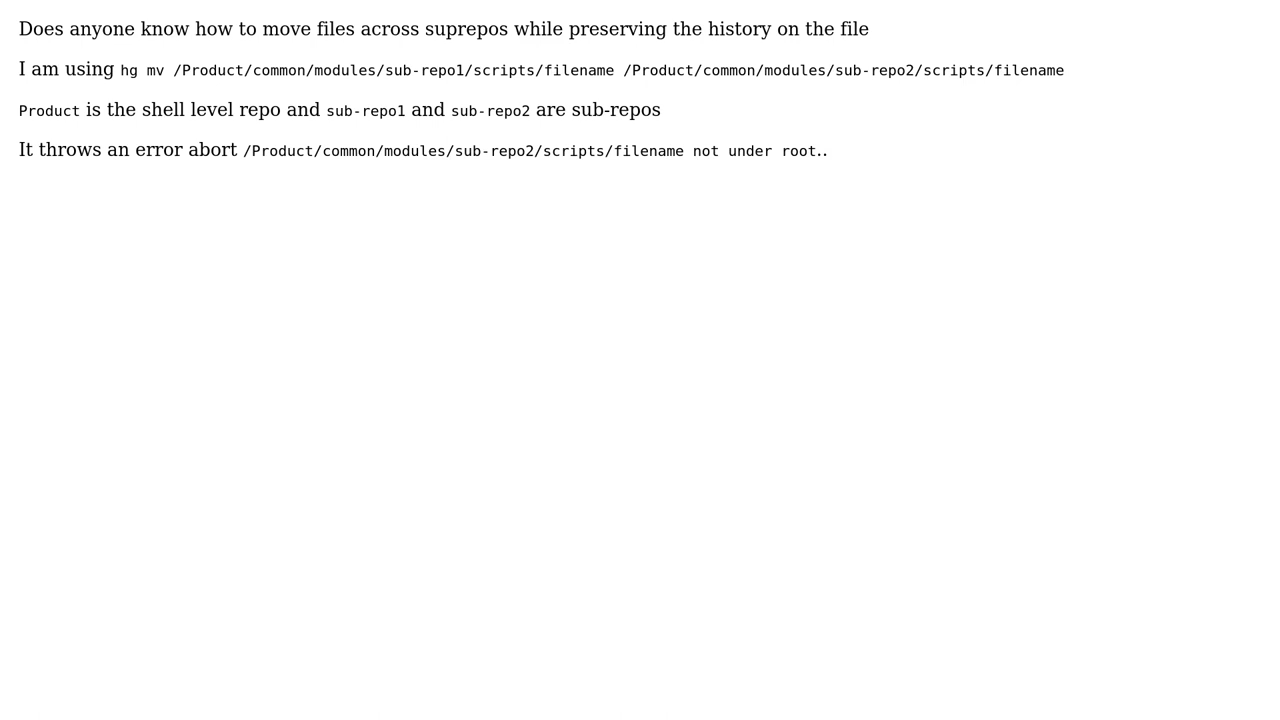 Does anyone know how to move files across suprepos while preserving the history on the file
I am using hg mv /Product/common/modules/sub-repo1/scripts/filename /Product/common/modules/sub-repo2/scripts/filename
Product is the shell level repo and sub-repo1 and sub-repo2 are sub-repos
It throws an error abort /Product/common/modules/sub-repo2/scripts/filename not under root..